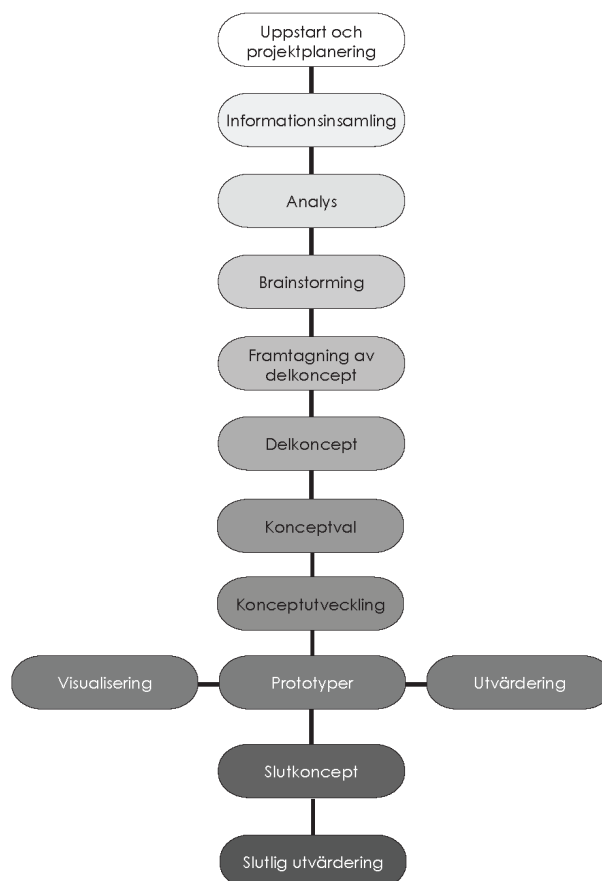 Uppstart och
projektplanering
Informationsinsamling
Analys
Brainstorming
Framtagning av
delkoncept
Delkoncept
Konceptval
Konceptutveckling
Visualisering
Prototyper
Utvärdering
Slutkoncept
Slutlig utvärdering